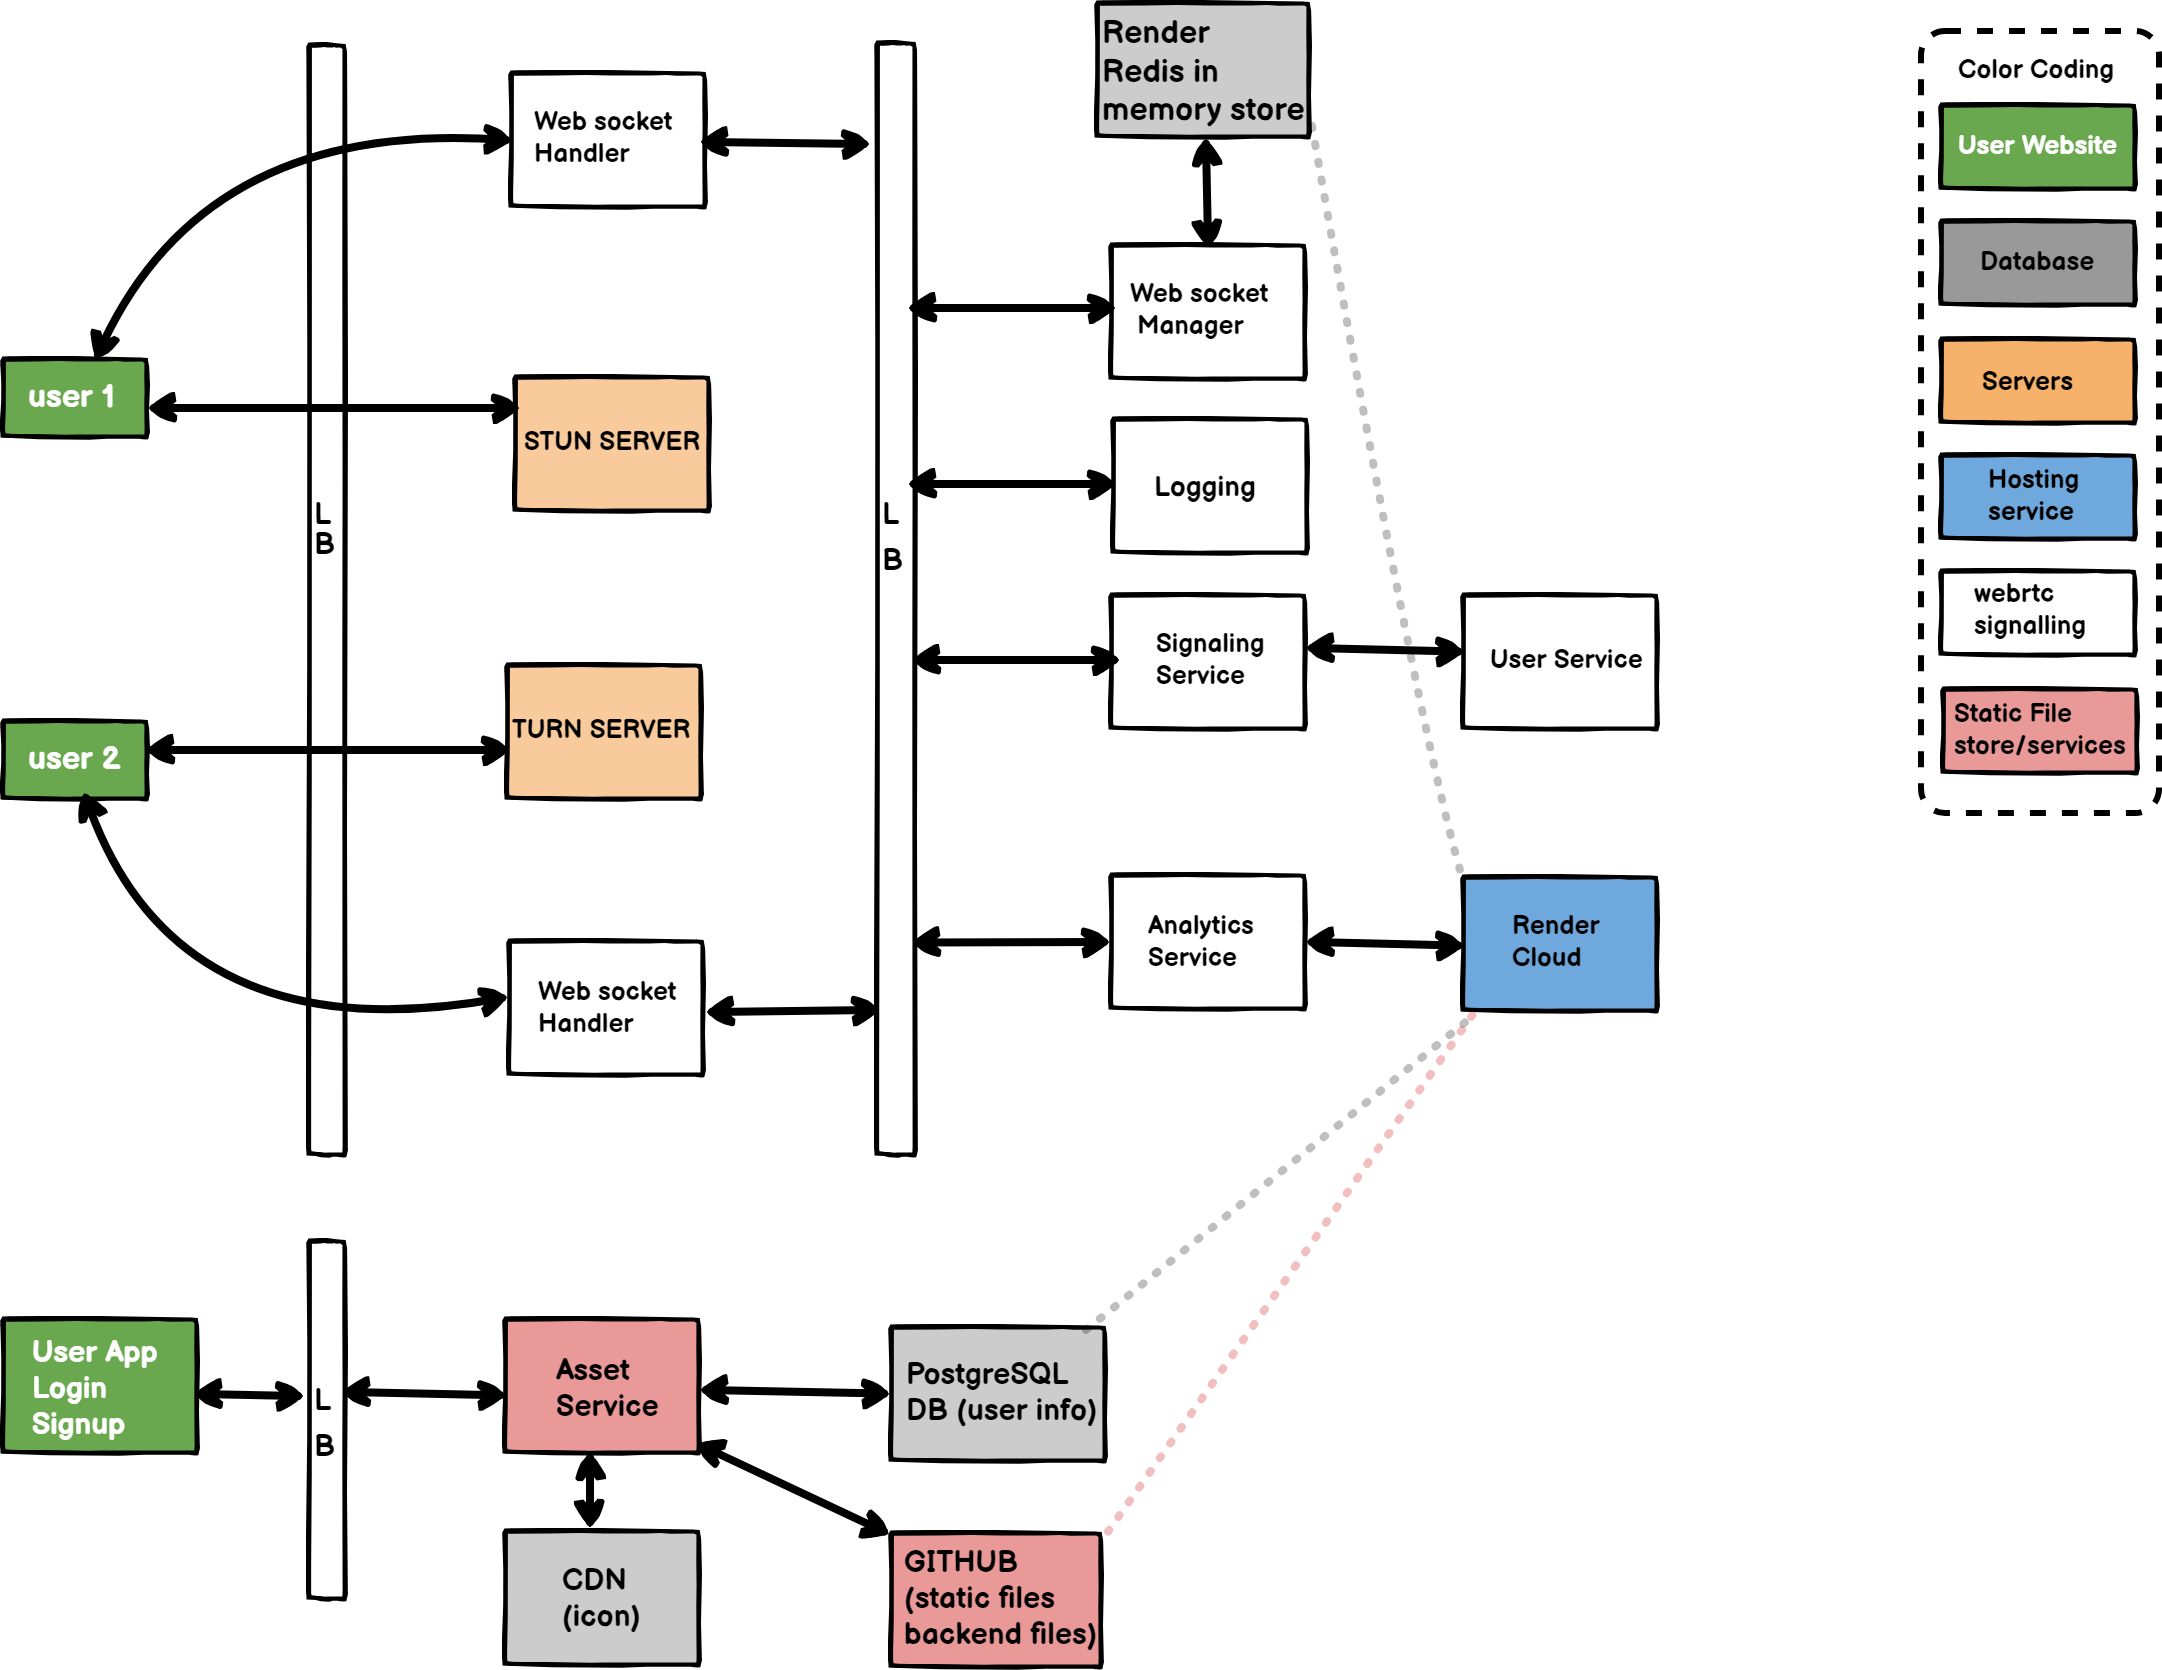 Render
Redis in
memory store
Color Coding
User Website
Database
Servers
Hosting
service
webrtc
signalling
Static File
store/services
Web socket
Handler
Web socket
Manager
user 1
STUN SERVER
L
B
L
B
Logging
Signaling
Service
User Service
user 2
TURN SERVER
Analytics
Service
Render
Cloud
Web socket
Handler
User App
Login
Signup
L
B
Asset
Service
PostgreSQL
DB (user info)
CDN
(icon)
GITHUB
(static files
backend files)